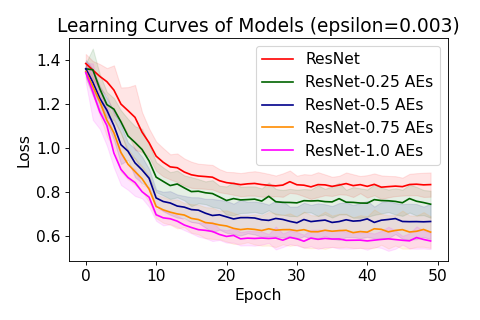 Learning Curves of Models (epsilon=0.003)
1.4
1.2
1.0
0.8
0.6
Loss
ResNet
ResNet-0.25 AEs
ResNet-0.5 AEs
ResNet-0.75 AEs
ResNet-1.0 AEs
0 10 20 30 40 50
Epoch